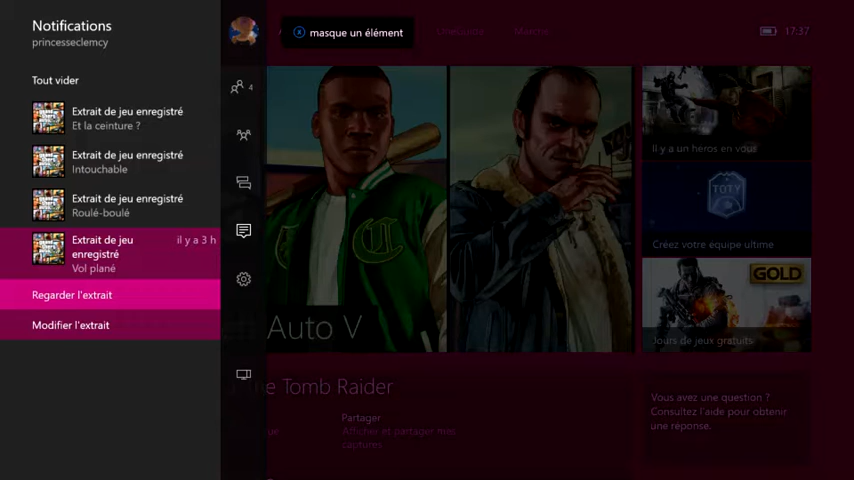 Notifications
princesseclemcy
Tout vider
Extrait de jeu enregistré
Et la ceinture ?
Extrait de jeu enregistré
Intouchable
Extrait de jeu enregistré
Roulé-boulé
Extrait de jeu il y a 3 h
enregistré
Vol plané
Regarder l'extrait
Modifier l'extrait
4
masque un élément
17:37
Auto V
Tomb Raider
Partager
Afficher et partager mes
captures
Il y a un héros en vous
TOTY
Créez votre équipe ultime
GOLD
Jours de jeux gratuits
Vous avez une question ?
Consultez l'aide pour obtenir
une réponse.